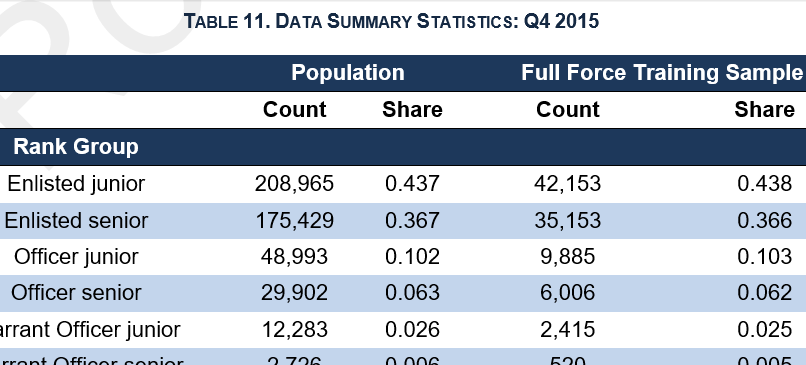 TABLE 11. DATA SUMMARY STATISTICS: Q4 2015
Population Full Force Training Sample
Count Share Count Share
Rank Group
Enlisted junior 208,965 0.437 42,153 0.438
Enlisted senior 175,429 0.367 35,153 0.366
Officer junior 48,993 0.102 9,885 0.103
Officer senior 29,902 0.063 6,006 0.062
arrant Officer junior 12,283 0.026 2,415 0.025
rrant Officer senior 2,726 0.006 520 0.005